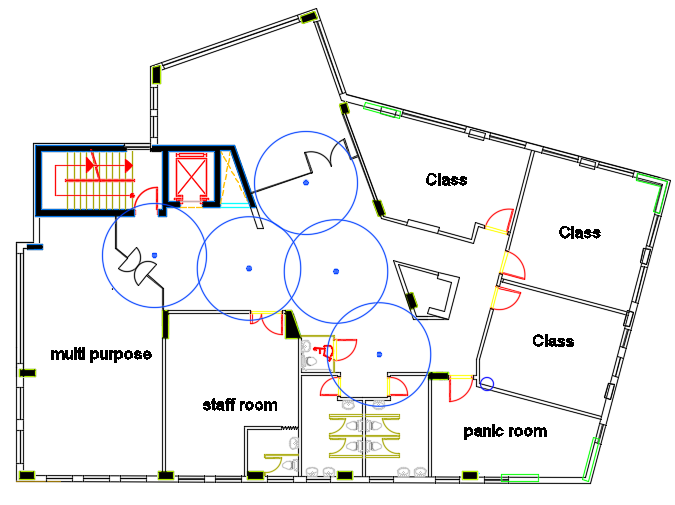 Class
Class
Class
multi purpose
staff room
panic room